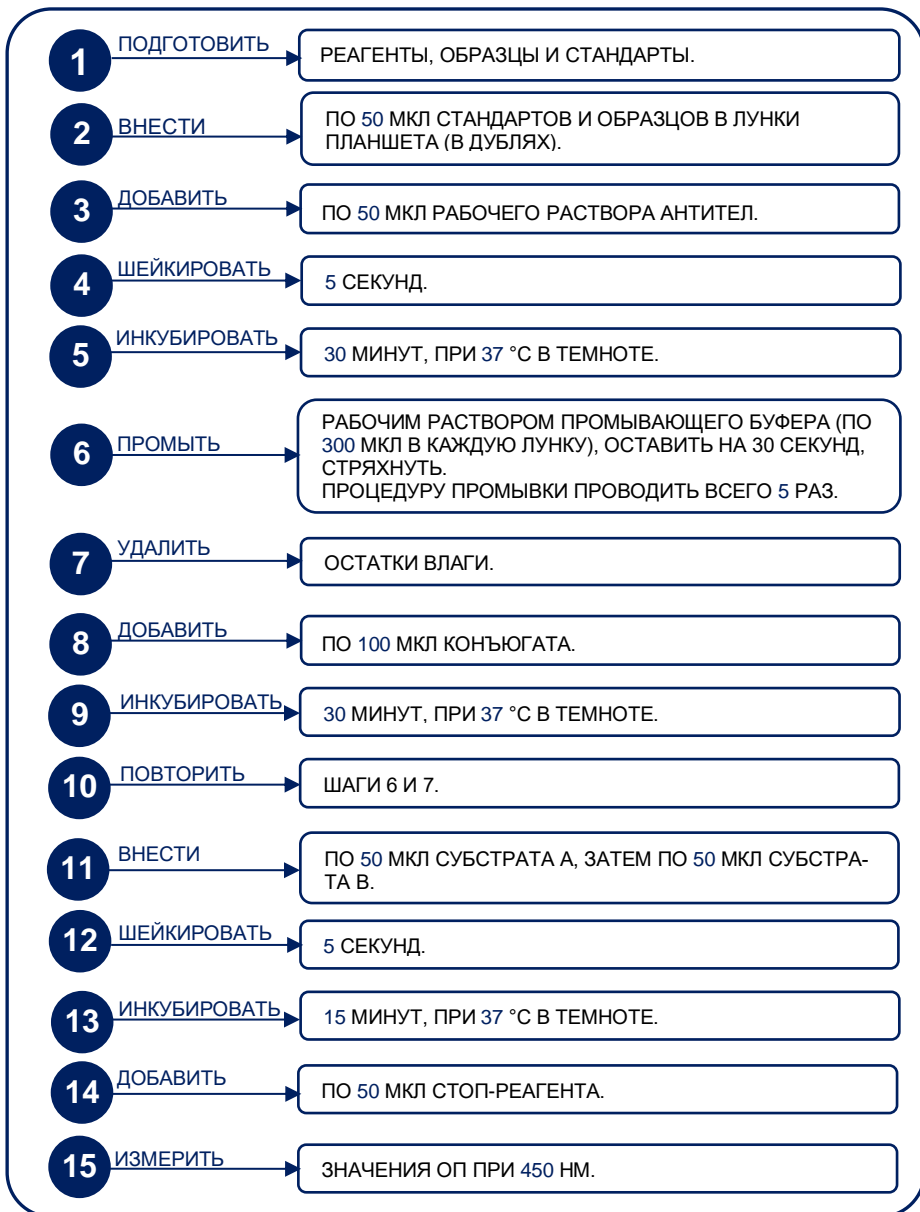 1 ПОДГОТОВИТЬ РЕАГЕНТЫ, ОБРАЗЦЫ И СТАНДАРТЫ.
2 ВНЕСТИ ПО 50 МКЛ СТАНДАРТОВ И ОБРАЗЦОВ В ЛУНКИ
ПЛАНШЕТА (В ДУБЛЯХ).
3 ДОБАВИТЬ ПО 50 МКЛ РАБОЧЕГО РАСТВОРА АНТИТЕЛ.
4 ШЕЙКИРОВАТЬ 5 СЕКУНД.
5 ИНКУБИРОВАТЬ 30 МИНУТ, ПРИ 37 °С В ТЕМНОТЕ.
6 ПРОМЫТЬ РАБОЧИМ РАСТВОРОМ ПРОМЫВАЮЩЕГО БУФЕРА (ПО
300 МКЛ В КАЖДУЮ ЛУНКУ), ОСТАВИТЬ НА 30 СЕКУНД,
СТРЯХНУТЬ.
ПРОЦЕДУРУ ПРОМЫВКИ ПРОВОДИТЬ ВСЕГО 5 РАЗ.
7 УДАЛИТЬ ОСТАТКИ ВЛАГИ.
8 ДОБАВИТЬ ПО 100 МКЛ КОНЪЮГАТА.
9 ИНКУБИРОВАТЬ 30 МИНУТ, ПРИ 37 °С В ТЕМНОТЕ.
10 ПОВТОРИТЬ ШАГИ 6 И 7.
11 ВНЕСТИ ПО 50 МКЛ СУБСТРАТА А, ЗАТЕМ ПО 50 МКЛ СУБСТРА-
ТА В.
12 ШЕЙКИРОВАТЬ 5 СЕКУНД.
13 ИНКУБИРОВАТЬ 15 МИНУТ, ПРИ 37 °С В ТЕМНОТЕ.
14 ДОБАВИТЬ ПО 50 МКЛ СТОП-РЕАГЕНТА.
15 ИЗМЕРИТЬ ЗНАЧЕНИЯ ОП ПРИ 450 НМ.